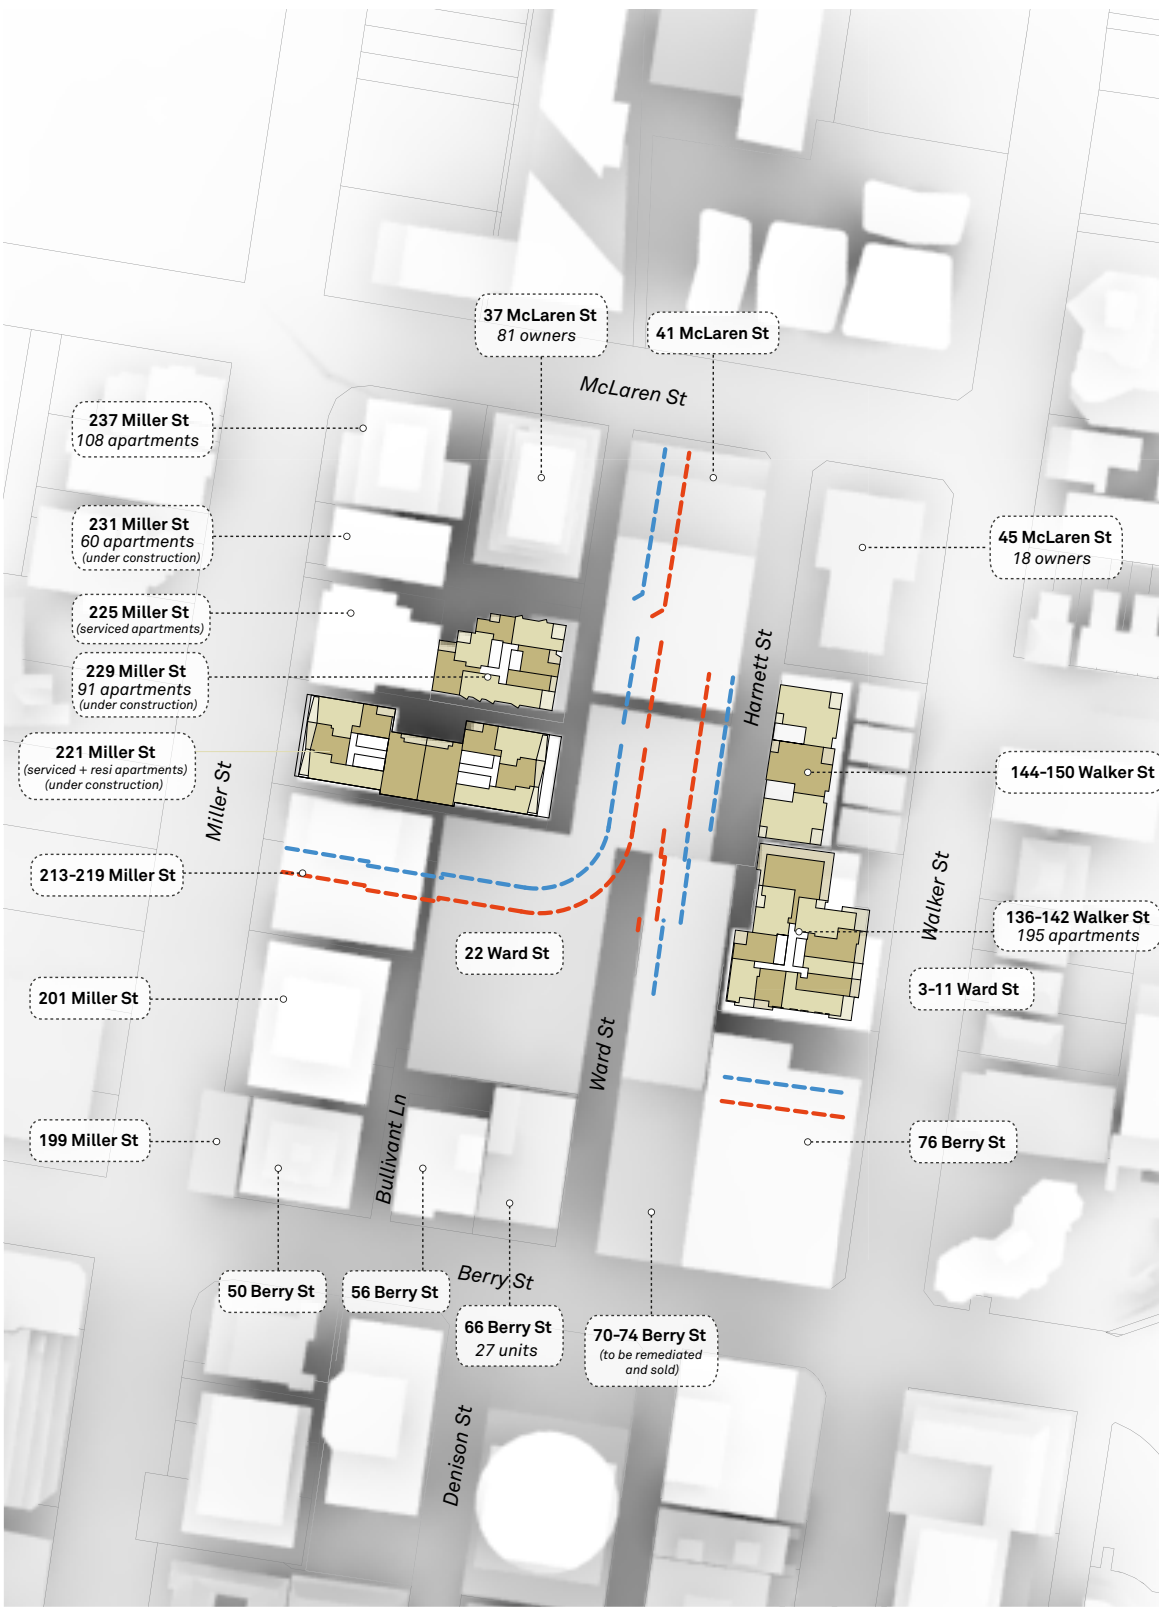 37 McLaren St
81 owners
41 McLaren St
McLaren St
237 Miller St
108 apartments
231 Miller St
60 apartments
(under construction)
45 McLaren St
18 owners
225 Miller St
(serviced apartments)
229 Miller St
91 apartments
(under construction)
Harnett St
221 Miller St
(serviced + resi apartments)
(under construction)
Miller St
144-150 Walker St
213-219 Miller St
Walker St
136-142 Walker St
195 apartments
22 Ward St
201 Miller St
3-11 Ward St
Ward St
199 Miller St
Bullivant Ln
76 Berry St
Berry St
50 Berry St
56 Berry St
66 Berry St
27 units
70-74 Berry St
(to be remediated
and sold)
Denison St